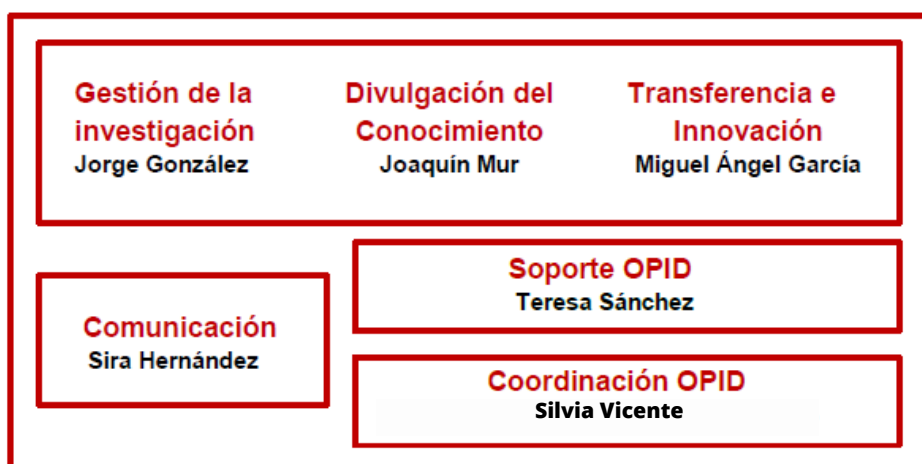 Gestión de la
investigación
Jorge González
Divulgación del
Conocimiento
Joaquín Mur
Transferencia e
Innovación
Miguel Ángel García
Soporte OPID
Teresa Sánchez
Comunicación
Sira Hernández
Coordinación OPID
Silvia Vicente